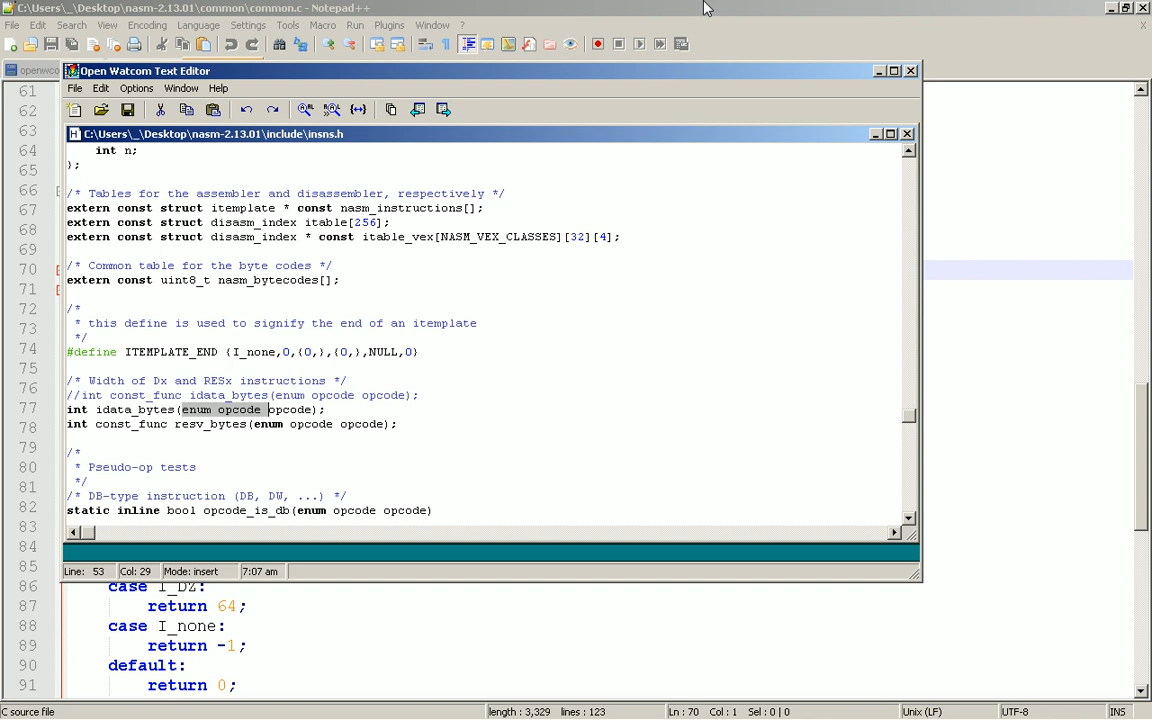 C:\Users\_\Desktop\nasm-2.13.01\common\common.c - Notepad++
File Edit Search View Encoding Language Settings Tools Macro Run Plugins Window ?
X
openwco
61
62
63
64
65
66
67
68
69
70
71
72
73
74
75
76
77
78
79
80
81
82
83
84
85
86
87
88
89
90
91
Open Watcom Text Editor
File Edit Options Window Help
C:\Users\_\Desktop\nasm-2.13.01\include\insns.h
int n;
};
/* Tables for the assembler and disassembler, respectively */
extern const struct itemplate * const nasm_instructions[];
extern const struct disasm_index itable[256];
extern const struct disasm_index * const itable_vex[NASM_VEX_CLASSES][32][4];
/* Common table for the byte codes */
extern const uint8_t nasm_bytecodes[];
/*
* this define is used to signify the end of an itemplate
*/
#define ITEMPLATE_END {I_none,0,{0,},{0,},NULL,0}
/* Width of Dx and RESx instructions */
//int const_func idata_bytes(enum opcode opcode);
int idata_bytes(enum opcode opcode);
int const_func resv_bytes(enum opcode opcode);
/*
* Pseudo-op tests
*/
/* DB-type instruction (DB, DW, ...) */
static inline bool opcode_is_db(enum opcode opcode)
Line: 53 Col: 29 Mode: insert 7:07 am
case I_DZ:
return 64;
case I_none:
return -1;
default:
return 0;
C source file length : 3,329 lines : 123 Ln : 70 Col : 1 Sel : 0 | 0 Unix (LF) UTF-8 INS